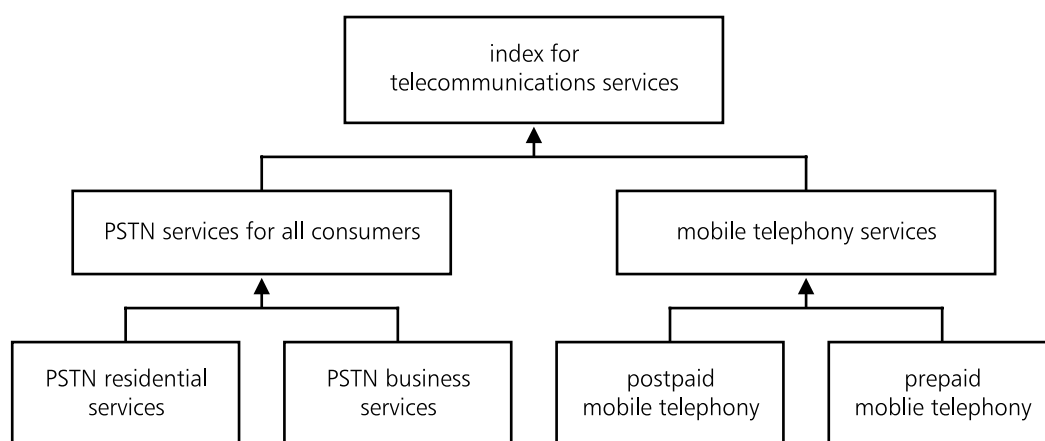 index for
telecommunications services
PSTN services for all consumers
mobile telephony services
PSTN residential
services
PSTN business
services
postpaid
mobile telephony
prepaid
moblie telephony